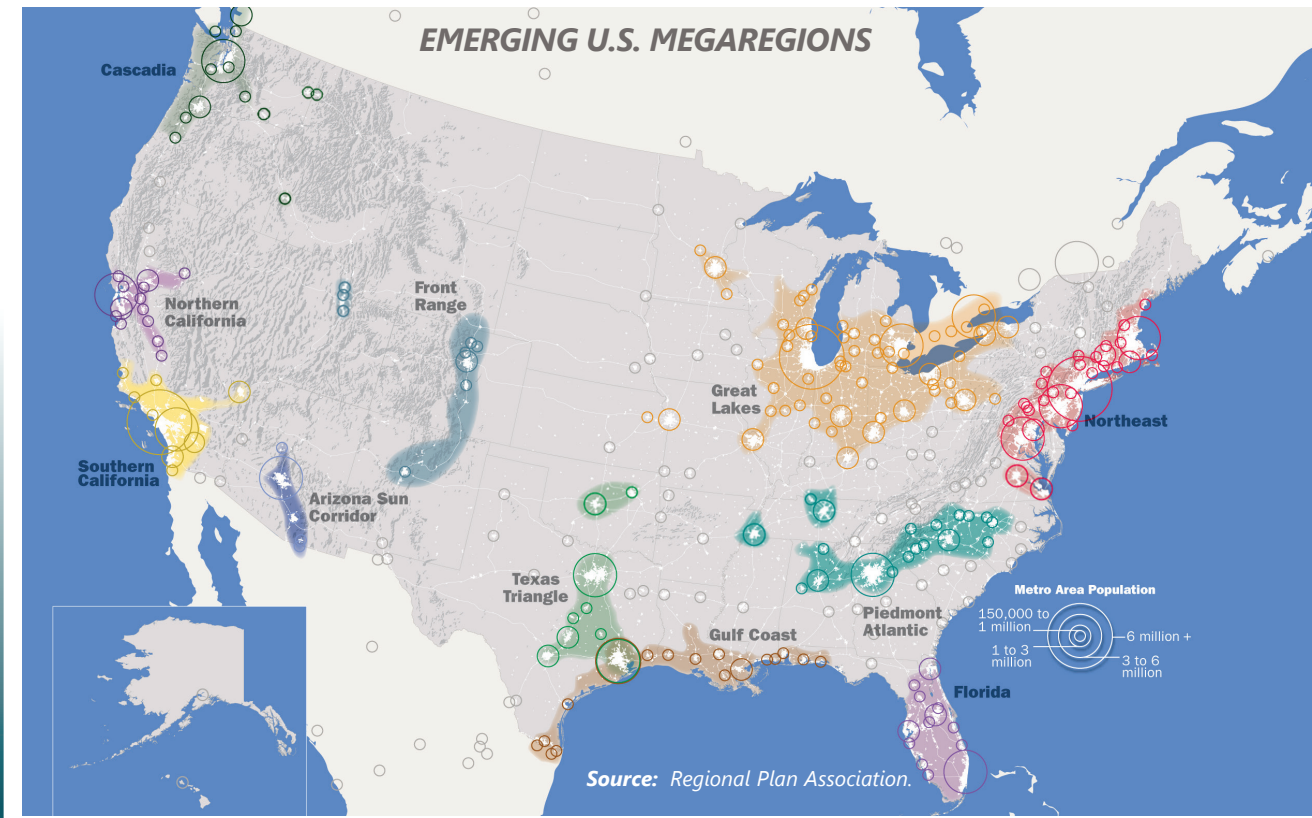 EMERGING U.S. MEGAREGIONS
Cascadia
Northern
California
Front
Range
Great
Lakes
Northeast
Southern
California
Arizona Sun
Corridor
Texas
Triangle
Gulf Coast
Piedmont
Atlantic
Florida
Metro Area Population
150,000 to
1 million
1 to 3
million
6 million +
3 to 6
million
Source: Regional Plan Association.